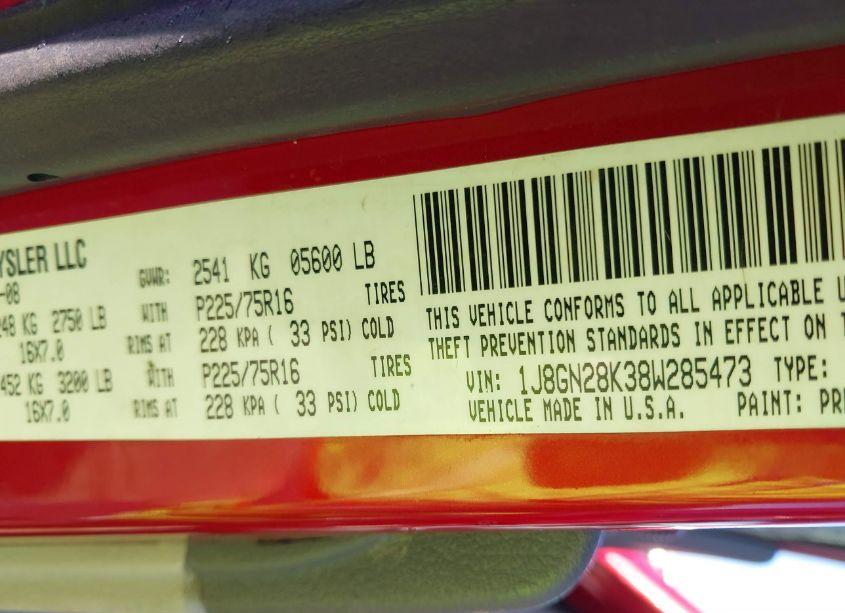 YSLER LLC
-08
GVWR: 2541 KG 05600 LB
248 KG 2750 LB WITH P225/75R16 TIRES
16X7.0 RIMS AT 228 KPA ( 33 PSI) COLD
452 KG 3200 LB WITH P225/75R16 TIRES
16X7.0 RIMS AT 228 KPA ( 33 PSI) COLD
THIS VEHICLE CONFORMS TO ALL APPLICABLE U
THEFT PREVENTION STANDARDS IN EFFECT ON T
VIN: 1J8GN28K38W285473 TYPE:
VEHICLE MADE IN U.S.A. PAINT: PR